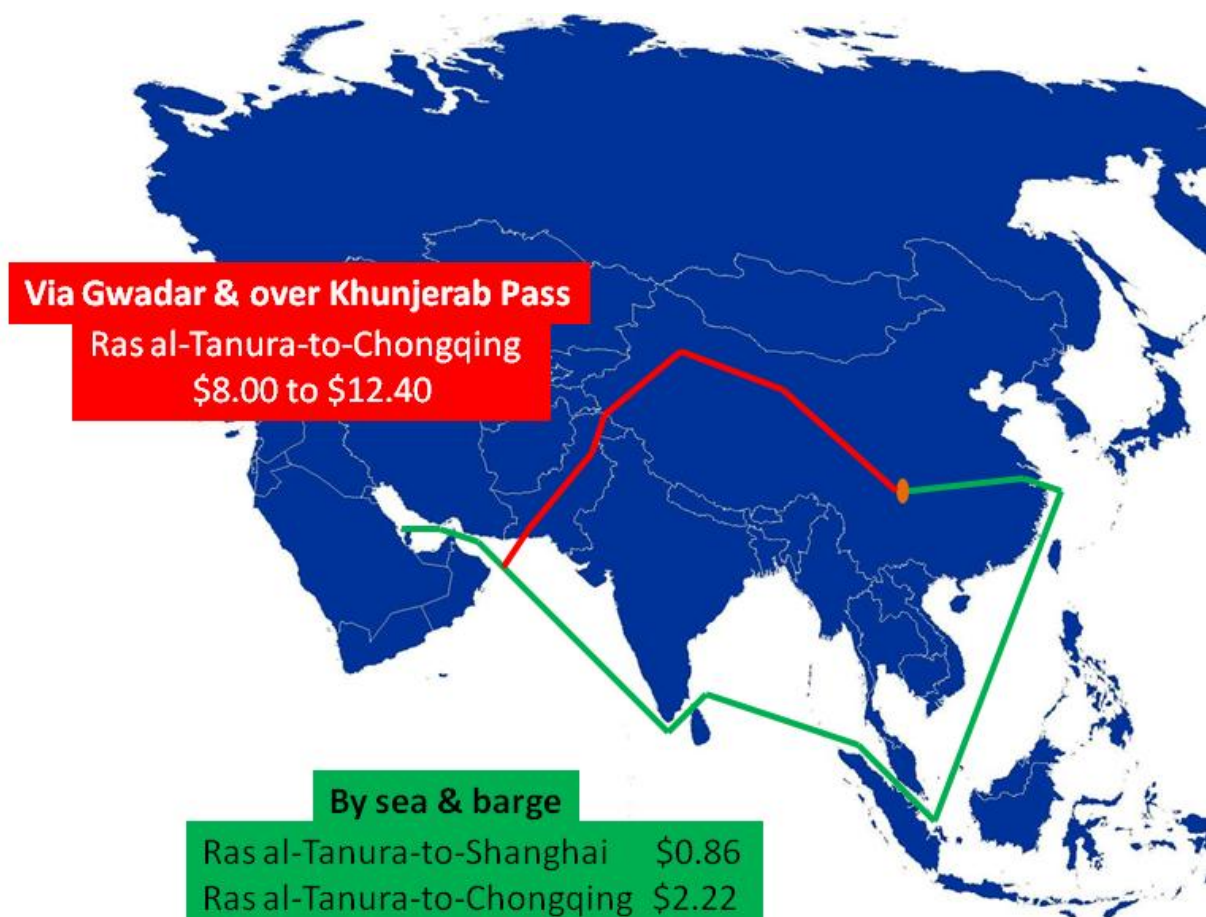 Via Gwadar & over Khunjerab Pass
Ras al-Tanura-to-Chongqing
$8.00 to $12.40
By sea & barge
Ras al-Tanura-to-Shanghai $0.86
Ras al-Tanura-to-Chongqing $2.22